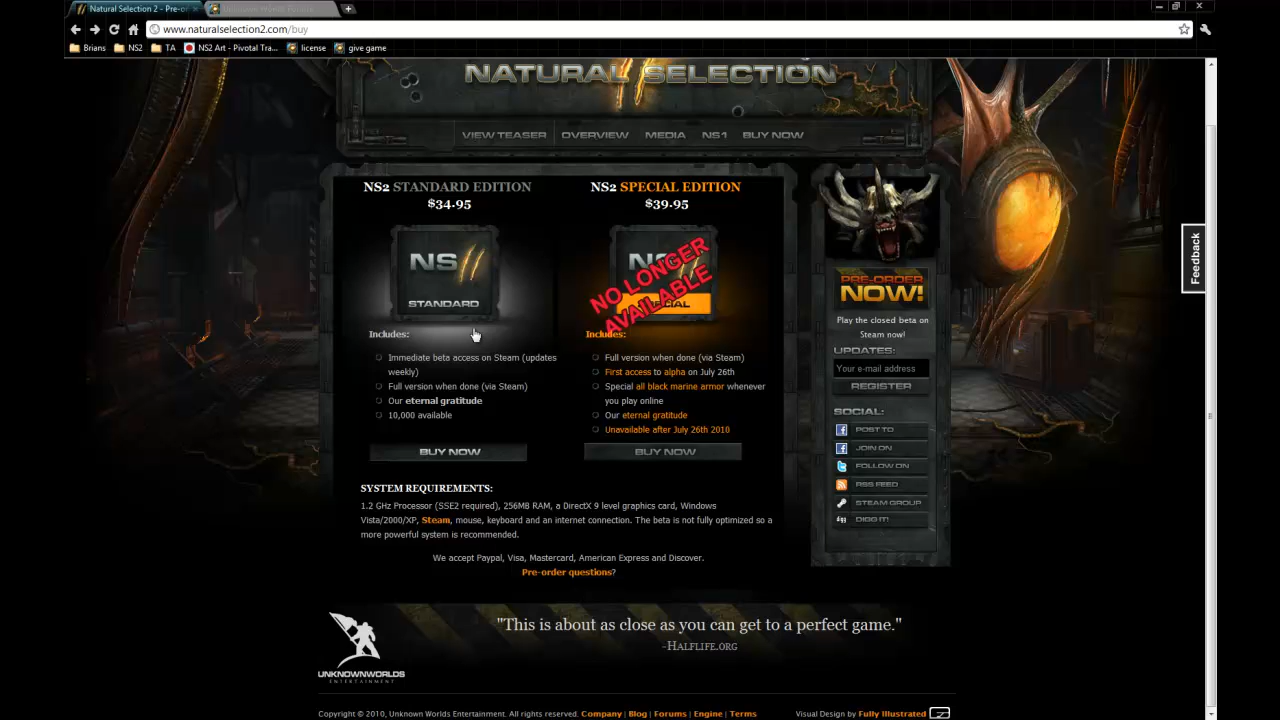 Natural Selection 2 - Pre-o
www.naturalselection2.com/buy
Brians
NS2
TA
NS2 Art - Pivotal Tra...
license
give game
NATURAL SELECTION
VIEW TEASER
OVERVIEW
MEDIA
NS1
BUY NOW
NS2 STANDARD EDITION
$34.95
NS
STANDARD
Includes:
Immediate beta access on Steam (updates
weekly)
Full version when done (via Steam)
Our eternal gratitude
10,000 available
BUY NOW
NS2 SPECIAL EDITION
$39.95
NO LONGER
AVAILABLE
Includes:
Full version when done (via Steam)
First access to alpha on July 26th
Special all black marine armor whenever
you play online
Our eternal gratitude
Unavailable after July 26th 2010
BUY NOW
SYSTEM REQUIREMENTS:
1.2 GHz Processor (SSE2 required), 256MB RAM, a DirectX 9 level graphics card, Windows
Vista/2000/XP, Steam, mouse, keyboard and an internet connection. The beta is not fully optimized so a
more powerful system is recommended.
We accept Paypal, Visa, Mastercard, American Express and Discover.
Pre-order questions?
PRE-ORDER
NOW!
Play the closed beta on
Steam now!
UPDATES:
Your e-mail address
REGISTER
SOCIAL:
POST TO
JOIN ON
FOLLOW ON
RSS FEED
STEAM GROUP
digg DIGG IT!
Feedback
UNKNOWNWORLDS
ENTERTAINMENT
"This is about as close as you can get to a perfect game."
-HALFLIFE.ORG
Copyright © 2010, Unknown Worlds Entertainment. All rights reserved. Company | Blog | Forums | Engine | Terms
Visual Design by Fully Illustrated